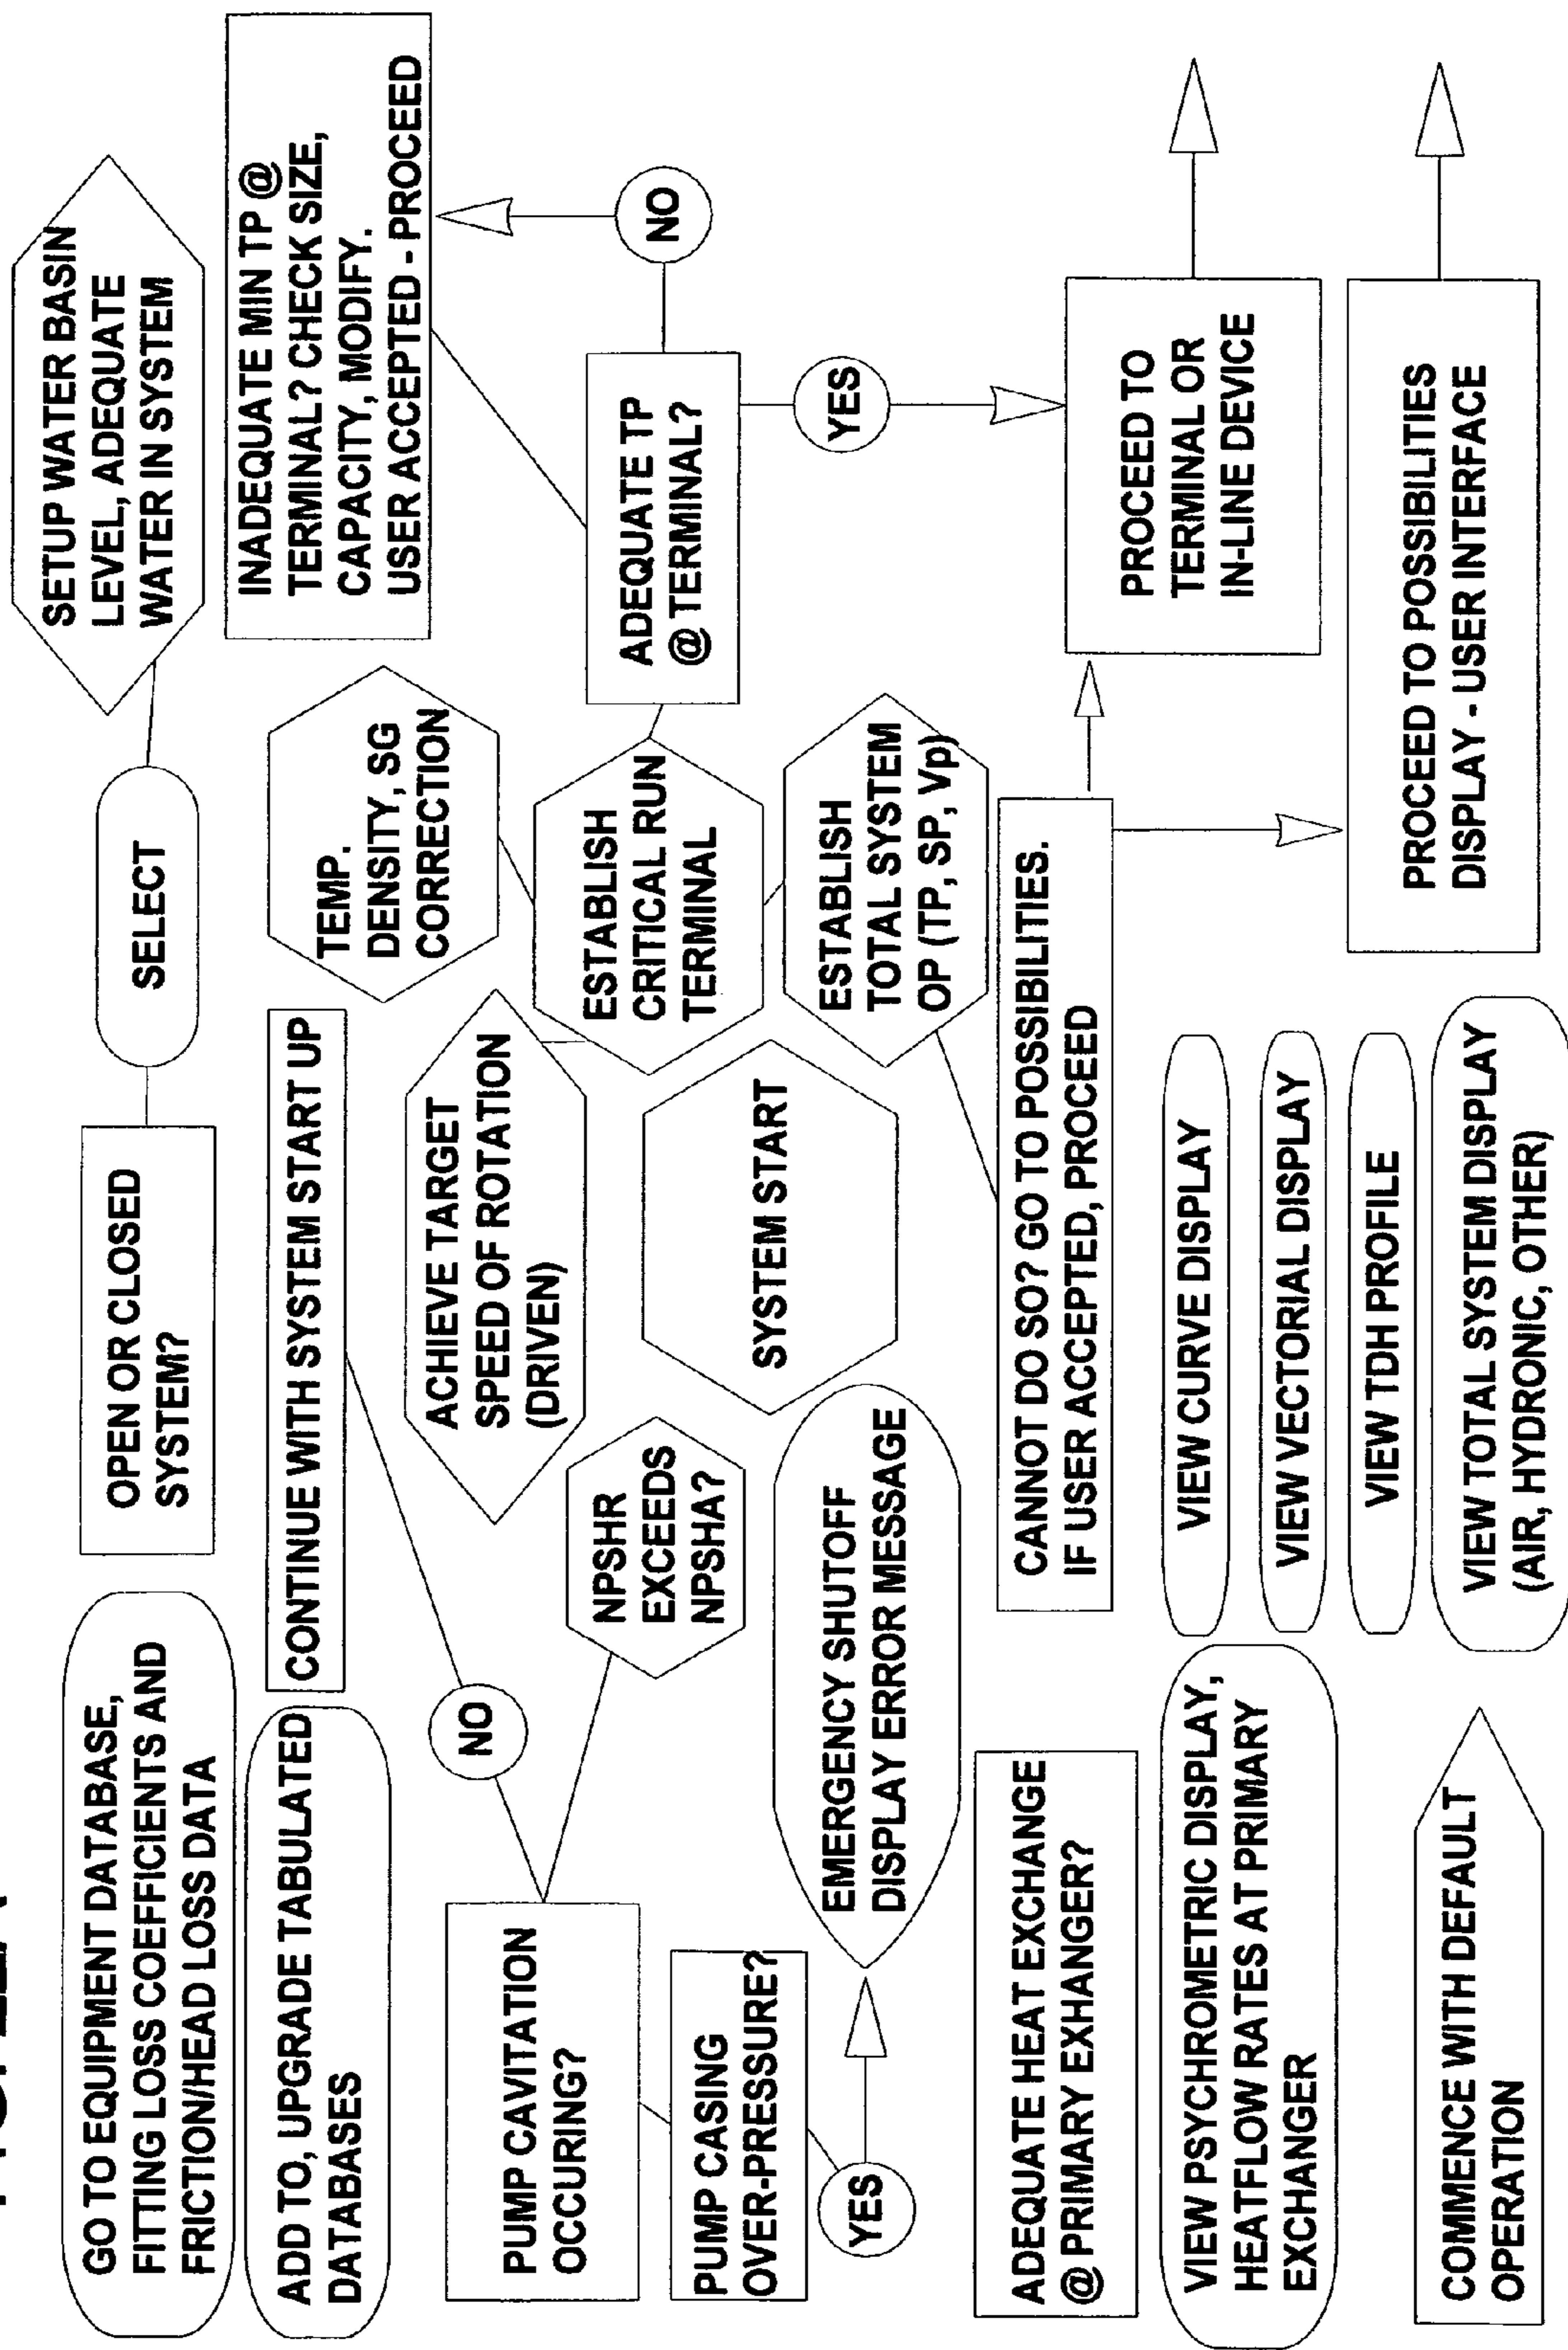 GO TO EQUIPMENT DATABASE,
FITTING LOSS COEFFICIENTS AND
FRICTION/HEAD LOSS DATA
OPEN OR CLOSED
SYSTEM?
SELECT
SETUP WATER BASIN
LEVEL, ADEQUATE
WATER IN SYSTEM
ADD TO, UPGRADE TABULATED
DATABASES
CONTINUE WITH SYSTEM START UP
TEMP.
DENSITY, SG
CORRECTION
INADEQUATE MIN TP @
TERMINAL? CHECK SIZE,
CAPACITY, MODIFY.
USER ACCEPTED - PROCEED
NO
ACHIEVE TARGET
SPEED OF ROTATION
(DRIVEN)
PUMP CAVITATION
OCCURING?
NPSHR
EXCEEDS
NPSHA?
ESTABLISH
CRITICAL RUN
TERMINAL
ADEQUATE TP
@ TERMINAL?
NO
PUMP CASING
OVER-PRESSURE?
SYSTEM START
YES
YES
EMERGENCY SHUTOFF
DISPLAY ERROR MESSAGE
ESTABLISH
TOTAL SYSTEM
OP (TP, SP, Vp)
ADEQUATE HEAT EXCHANGE
@ PRIMARY EXHANGER?
CANNOT DO SO? GO TO POSSIBILITIES.
IF USER ACCEPTED, PROCEED
PROCEED TO
TERMINAL OR
IN-LINE DEVICE
VIEW PSYCHROMETRIC DISPLAY,
HEATFLOW RATES AT PRIMARY
EXCHANGER
VIEW CURVE DISPLAY
VIEW VECTORIAL DISPLAY
VIEW TDH PROFILE
PROCEED TO POSSIBILITIES
DISPLAY - USER INTERFACE
COMMENCE WITH DEFAULT
OPERATION
VIEW TOTAL SYSTEM DISPLAY
(AIR, HYDRONIC, OTHER)